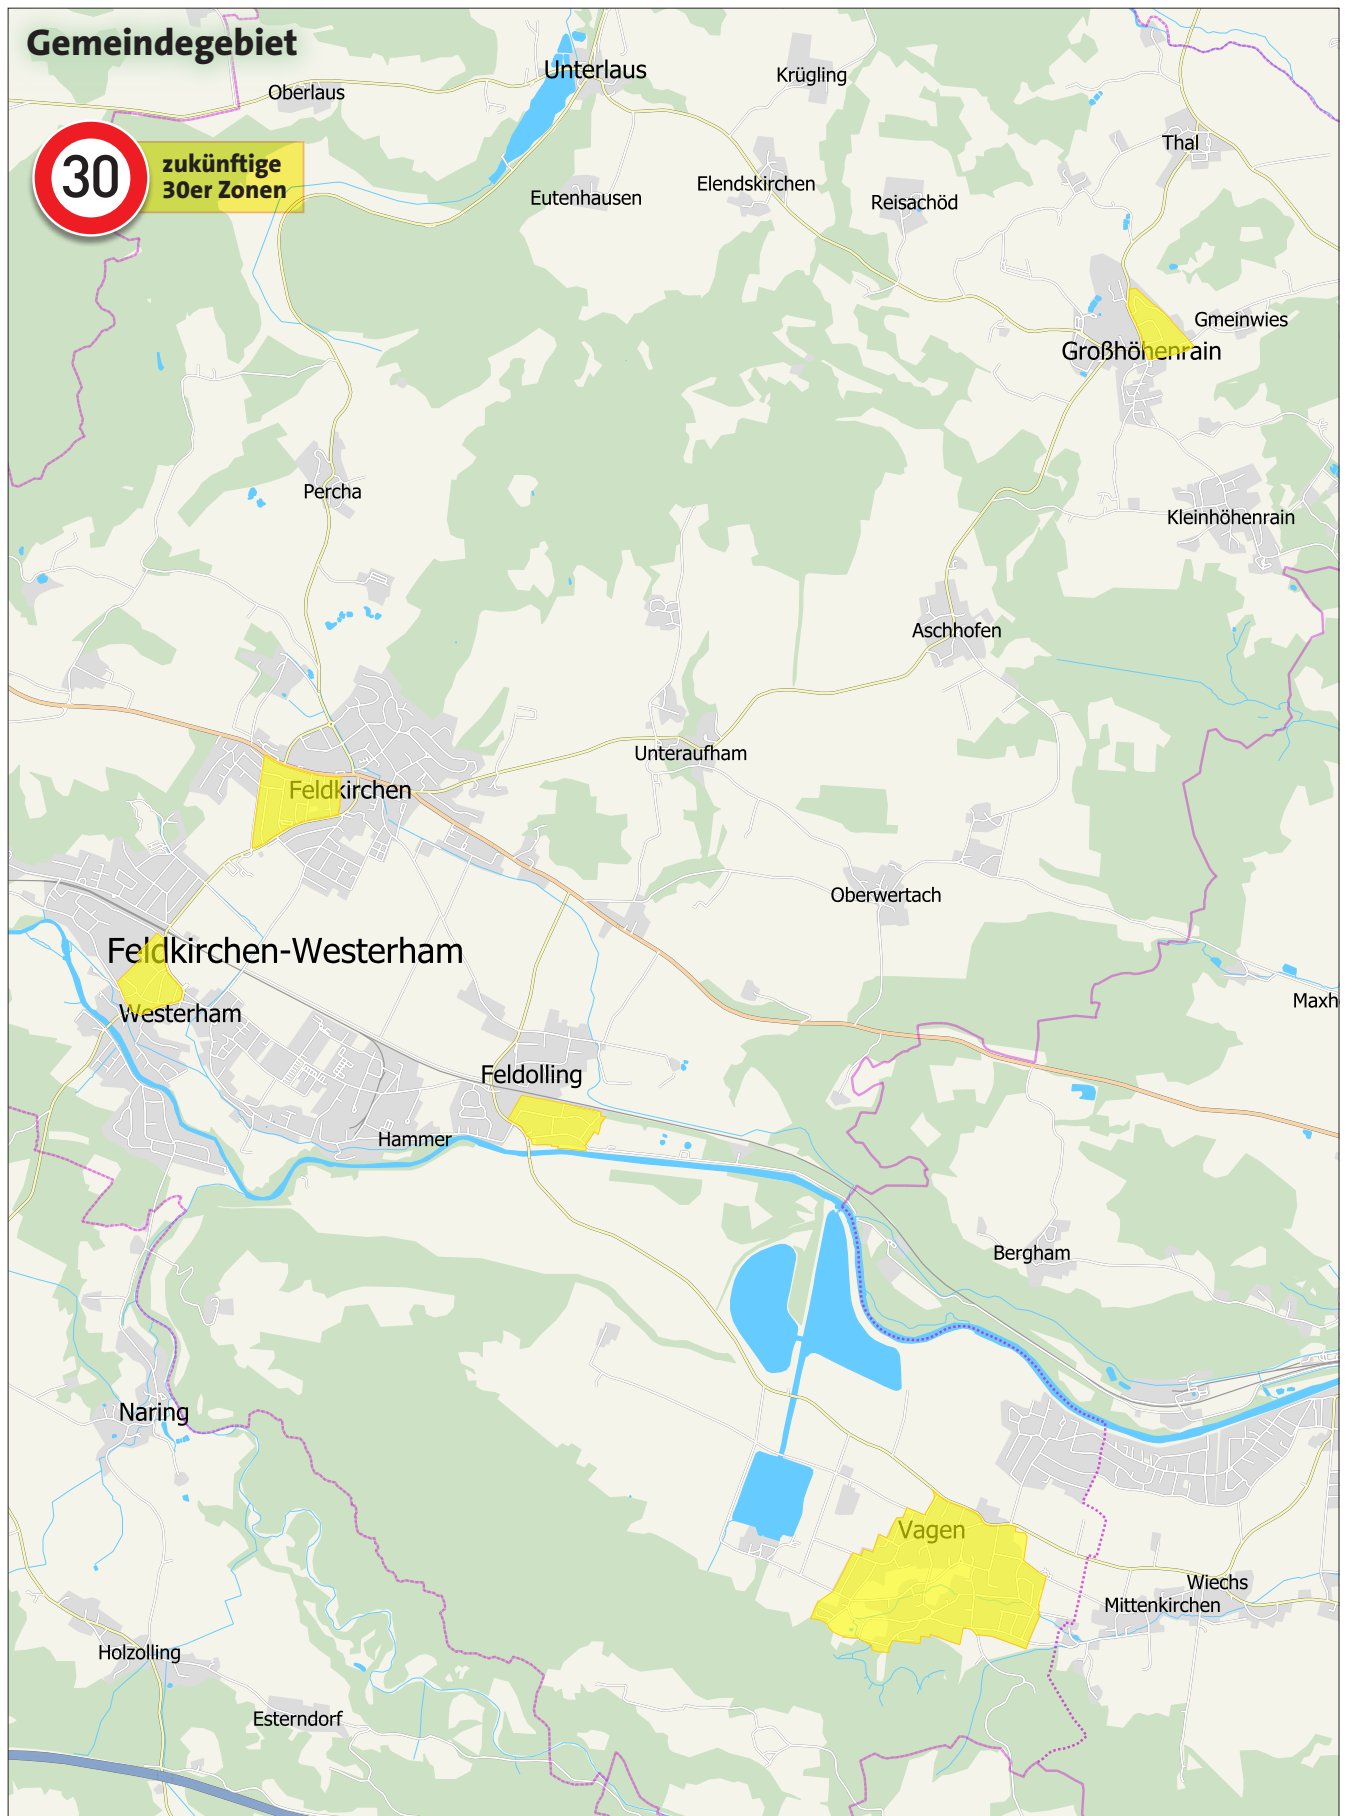 Gemeindegebiet
Unterlaus
Krügling
Oberlaus
30
zukünftige
30er Zonen
Thal
Eutenhausen
Elendskirchen
Reisachöd
Gmeinwies
Großhöhenrain
Percha
Kleinhöhenrain
Aschhofen
Unteraufham
Feldkirchen
Oberwertach
Feldkirchen-Westerham
Maxh
Westerham
Feldolling
Hammer
Bergham
Naring
Vagen
Wiechs
Mittenkirchen
Holzolling
Esterndorf